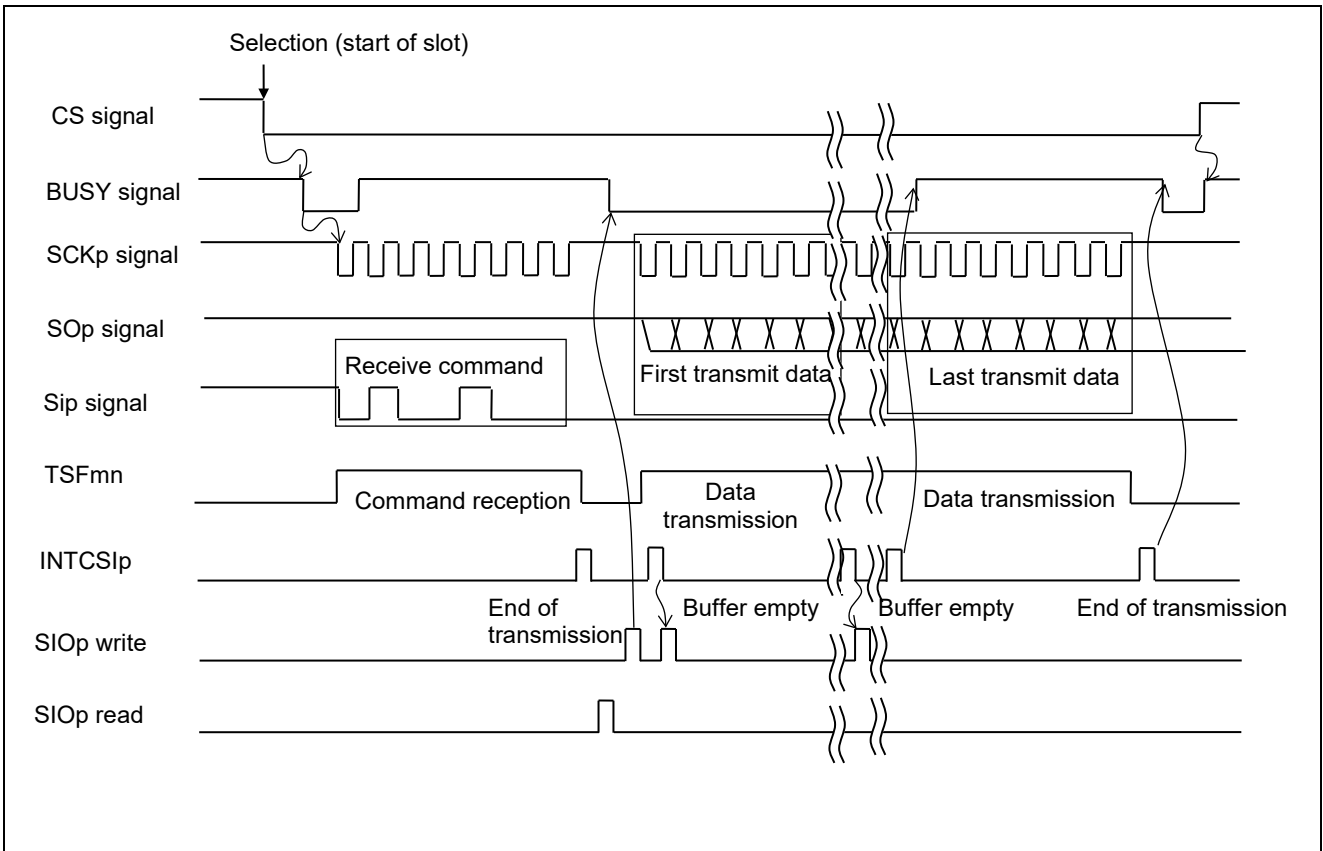 Selection (start of slot)
CS signal
BUSY signal
SCKp signal
SOp signal
Receive command
First transmit data
Last transmit data
Sip signal
TSFmn
Command reception
Data
transmission
Data transmission
INTCSIp
End of
transmission
Buffer empty
Buffer empty
End of transmission
SIOp write
SIOp read